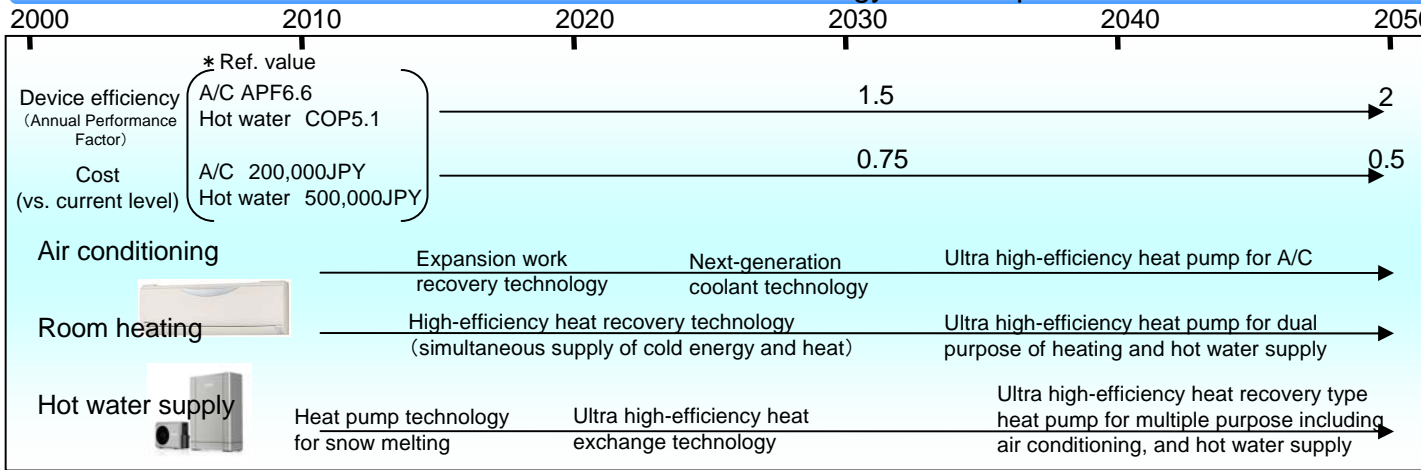 2000 2010 2020 2030 2040 2050
* Ref. value
Device efficiency
(Annual Performance
Factor)
A/C APF6.6
Hot water COP5.1
1.5
2
Cost
(vs. current level)
A/C 200,000JPY
Hot water 500,000JPY
0.75
0.5
Air conditioning
Expansion work
recovery technology
Next-generation
coolant technology
Ultra high-efficiency heat pump for A/C
Room heating
High-efficiency heat recovery technology
(simultaneous supply of cold energy and heat)
Ultra high-efficiency heat pump for dual
purpose of heating and hot water supply
Hot water supply
Heat pump technology
for snow melting
Ultra high-efficiency heat
exchange technology
Ultra high-efficiency heat recovery type
heat pump for multiple purpose including
air conditioning, and hot water supply